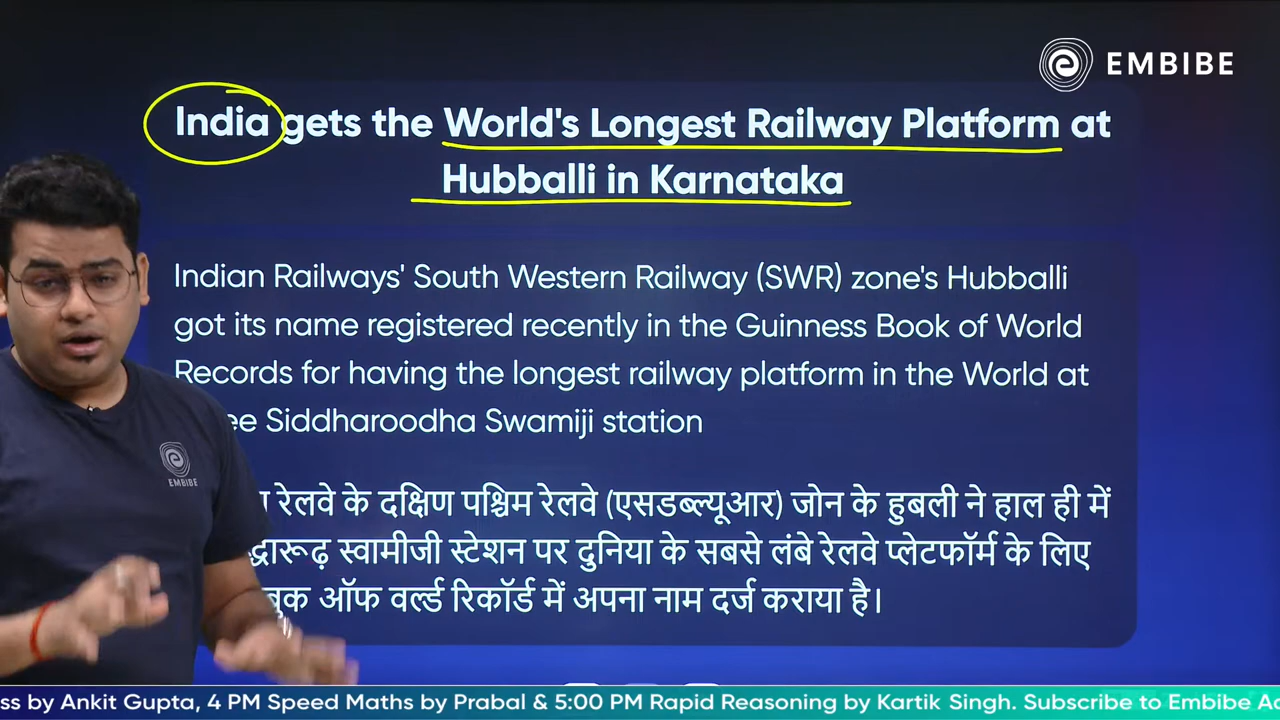 EMBIBE
India gets the World's Longest Railway Platform at
Hubballi in Karnataka
Indian Railways' South Western Railway (SWR) zone's Hubballi
got its name registered recently in the Guinness Book of World
Records for having the longest railway platform in the World at
Siddharoodha Swamiji station
रेलवे के दक्षिण पश्चिम रेलवे (एसडब्ल्यूआर) जोन के हुबली ने हाल ही में
स्वामीजी स्टेशन पर दुनिया के सबसे लंबे रेलवे प्लेटफॉर्म के लिए
बुक ऑफ वर्ल्ड रिकॉर्ड में अपना नाम दर्ज कराया है।
EMBIBE
by Ankit Gupta, 4 PM Speed Maths by Prabal & 5:00 PM Rapid Reasoning by Kartik Singh. Subscribe to Embibe